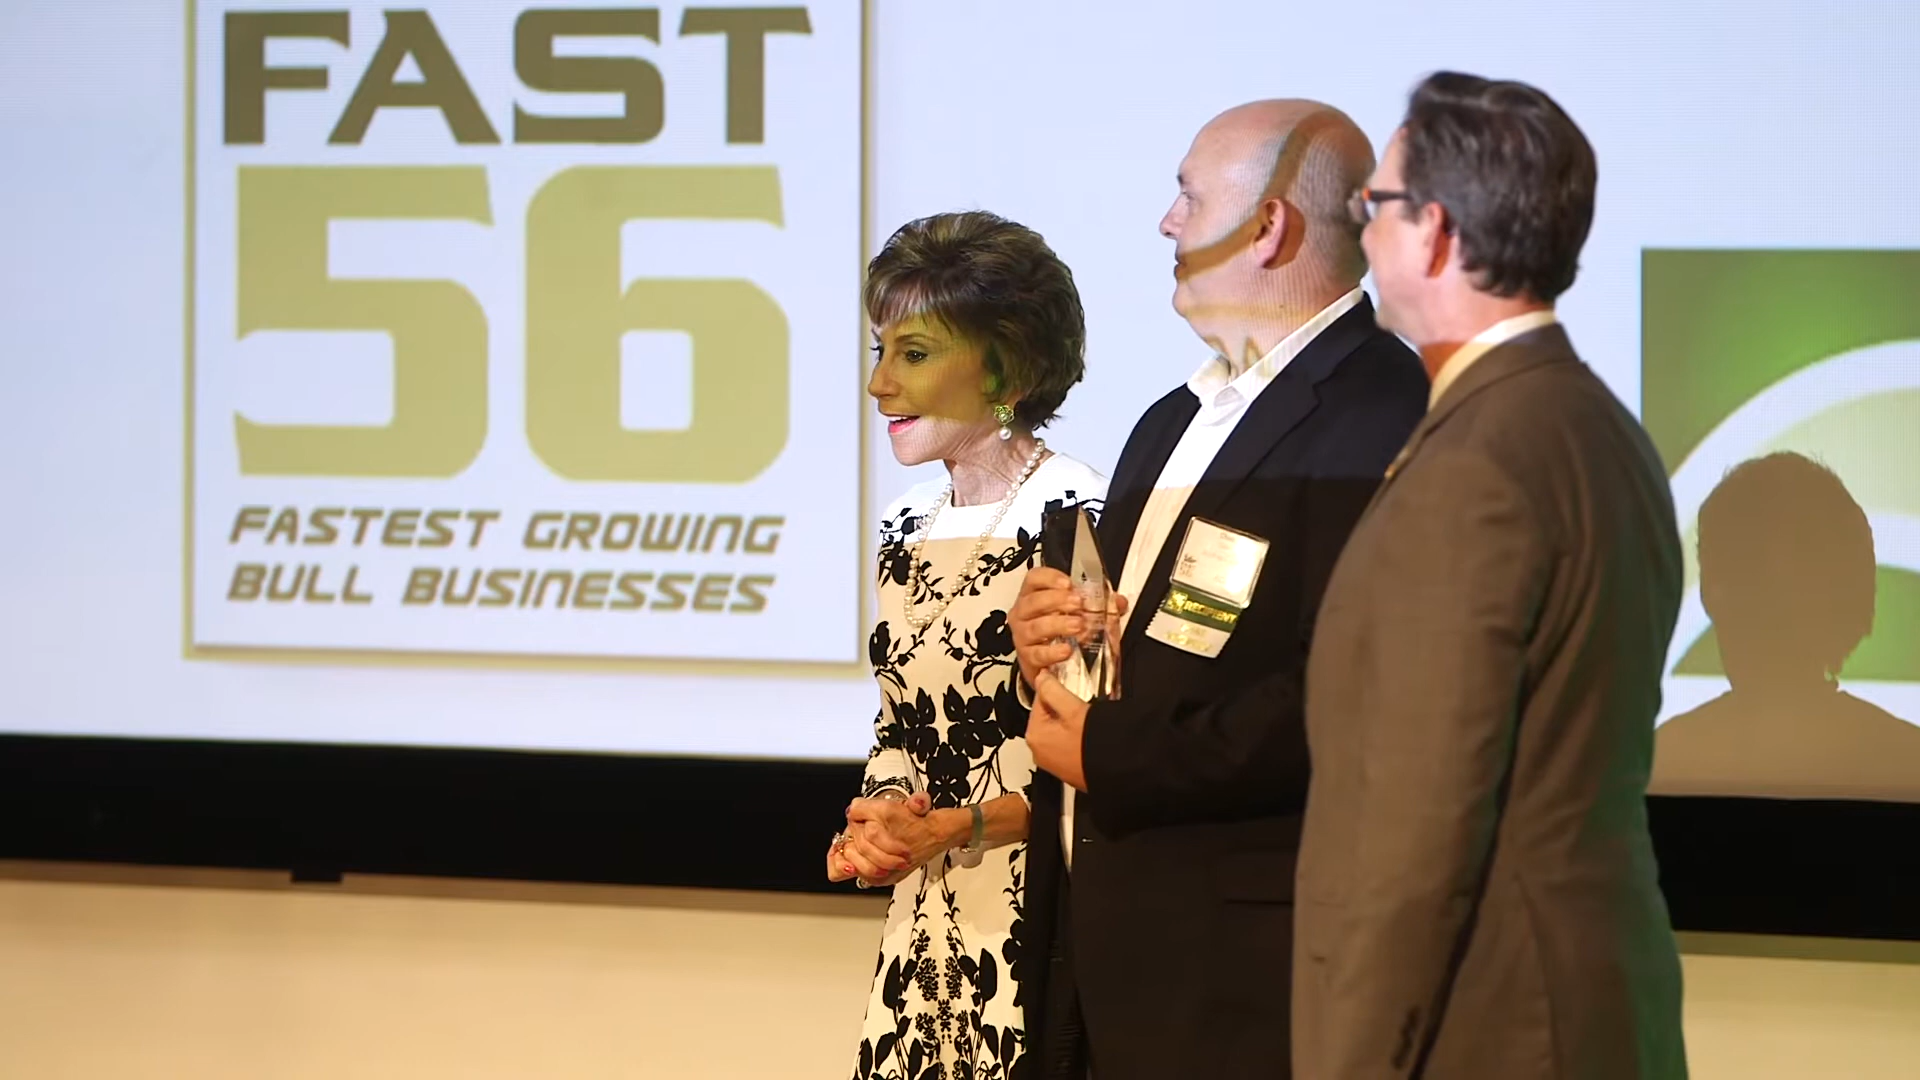 FAST
56
FASTEST GROWING
BULL BUSINESSES
RECIPIENT